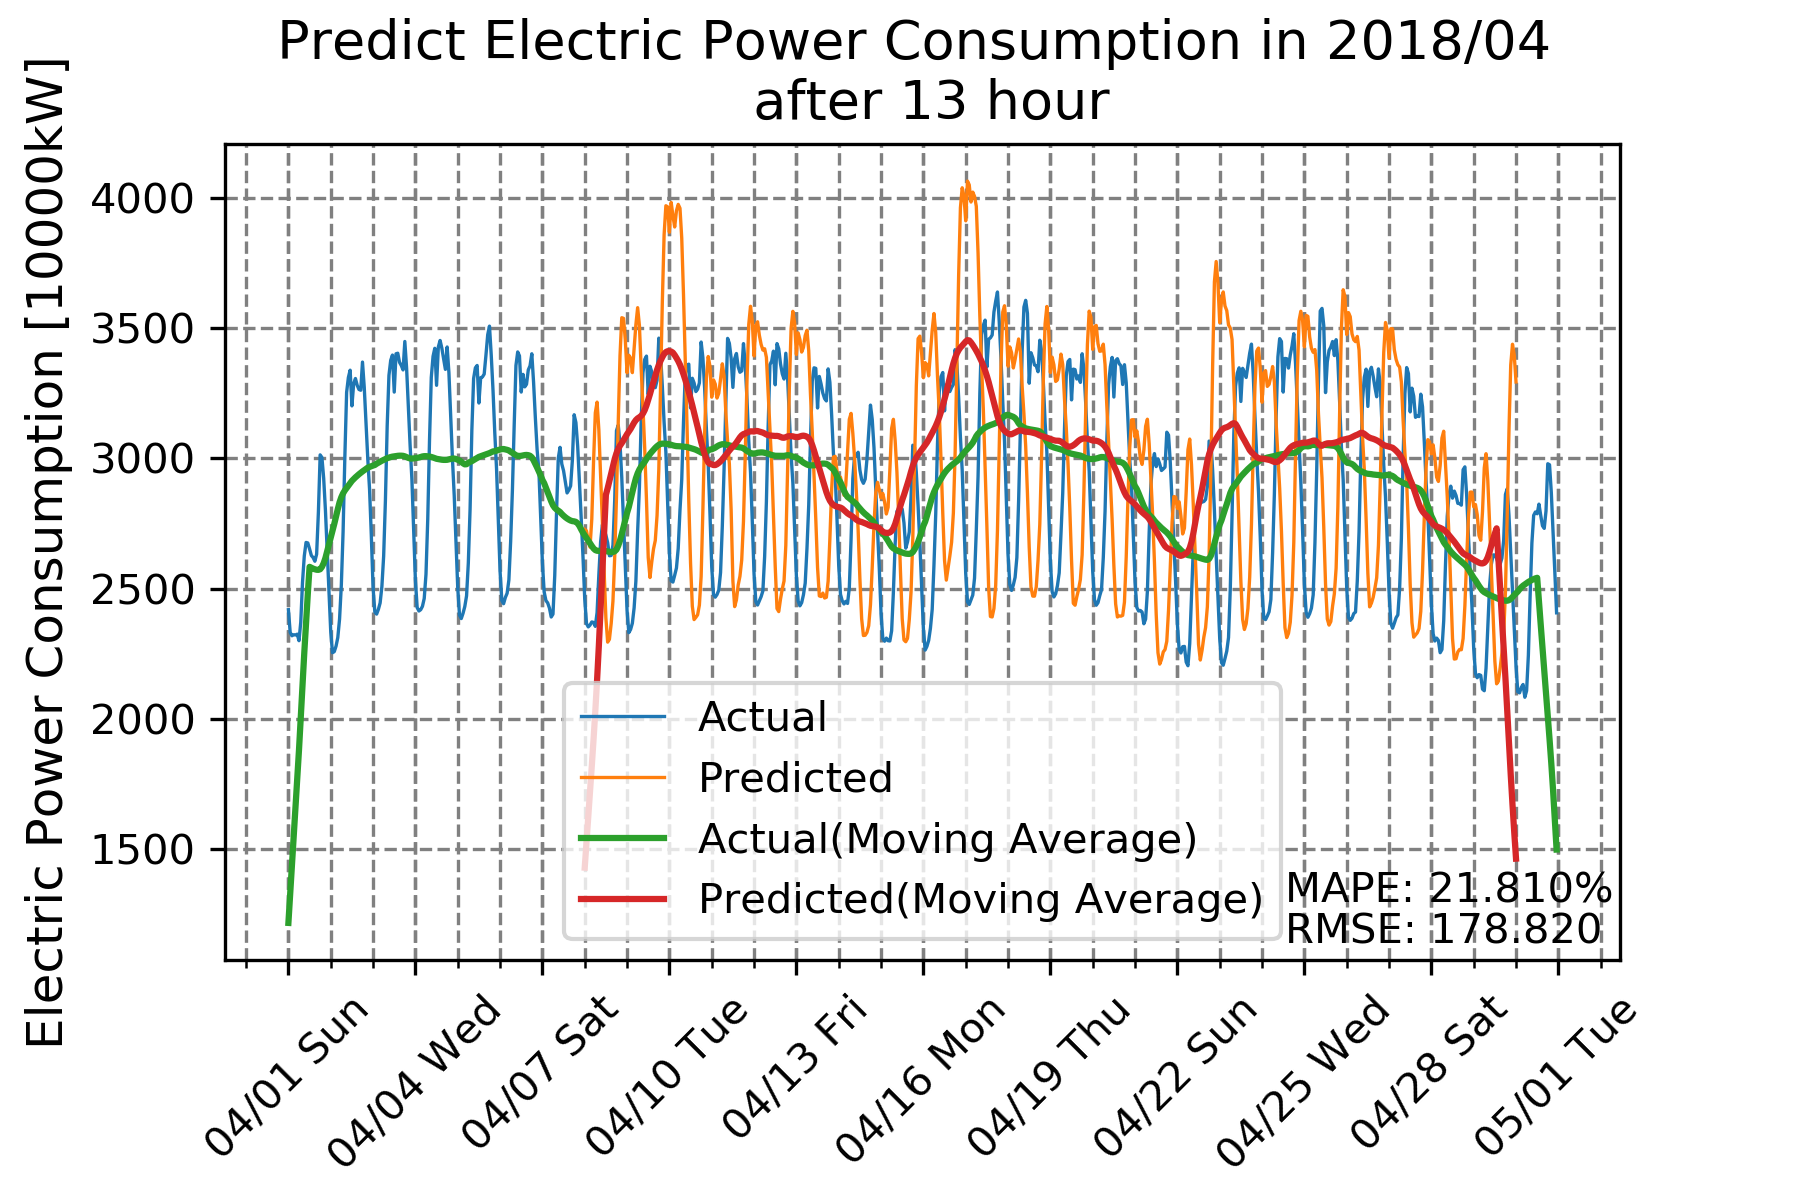 Predict Electric Power Consumption in 2018/04
after 13 hour
Electric Power Consumption [10000kW]
4000
3500
3000
2500
2000
1500
Actual
Predicted
Actual(Moving Average)
Predicted(Moving Average)
MAPE: 21.810%
RMSE: 178.820
04/01 Sun
04/04 Wed
04/07 Sat
04/10 Tue
04/13 Fri
04/16 Mon
04/19 Thu
04/22 Sun
04/25 Wed
04/28 Sat
05/01 Tue